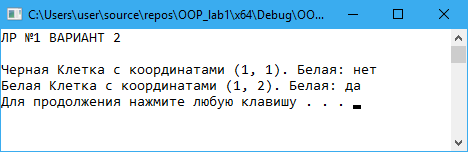 C:\Users\user\source\repos\OOP_lab1\x64\Debug\OO...
ЛР №1 ВАРИАНТ 2
Черная Клетка с координатами (1, 1). Белая: нет
Белая Клетка с координатами (1, 2). Белая: да
Для продолжения нажмите любую клавишу . . .